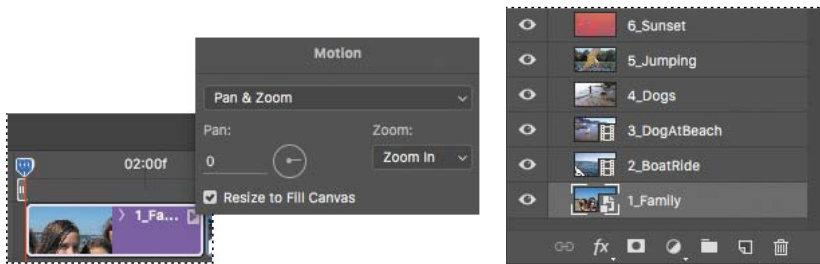 Motion
Pan & Zoom
Pan:
Zoom:
0
Zoom In
Resize to Fill Canvas
02:00f
1_Fa...
6_Sunset
5_Jumping
4_Dogs
3_DogAtBeach
2_BoatRide
1_Family
fx